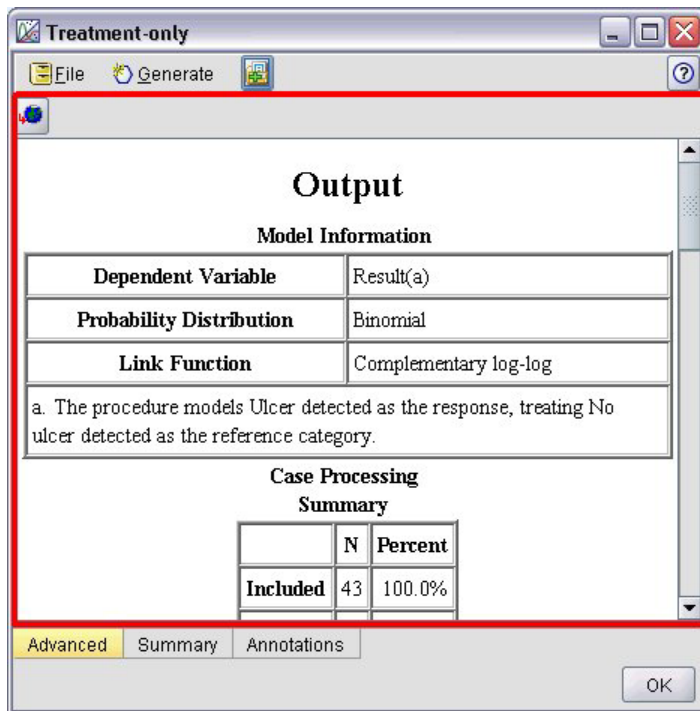 Treatment-only
File Generate
Output
Model Information
Dependent Variable Result(a)
Probability Distribution Binomial
Link Function Complementary log-log
a. The procedure models Ulcer detected as the response, treating No
ulcer detected as the reference category.
Case Processing
Summary
N Percent
Included 43 100.0%
Advanced Summary Annotations
OK